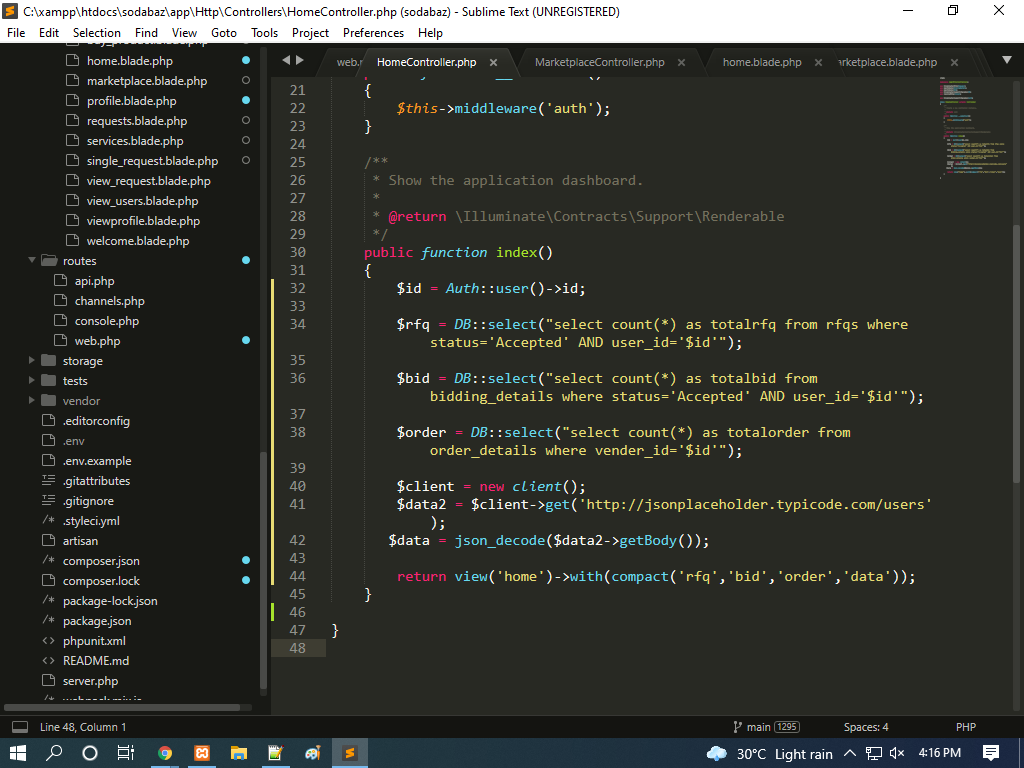 C:\xampp\htdocs\sodabaz\app\Http\Controllers\HomeController.php (sodabaz) - Sublime Text (UNREGISTERED)
File Edit Selection Find View Goto Tools Project Preferences Help
home.blade.php
marketplace.blade.php
profile.blade.php
requests.blade.php
services.blade.php
single_request.blade.php
view_request.blade.php
view_users.blade.php
viewprofile.blade.php
welcome.blade.php
routes
api.php
channels.php
console.php
web.php
storage
tests
vendor
.editorconfig
.env
.env.example
.gitattributes
.gitignore
.styleci.yml
artisan
composer.json
composer.lock
package-lock.json
package.json
phpunit.xml
README.md
server.php
web.r HomeController.php × MarketplaceController.php × home.blade.php × rketplace.blade.php ×
21 {
22 $this->middleware('auth');
23 }
24
25 /**
26 * Show the application dashboard.
27 *
28 * @return \Illuminate\Contracts\Support\Renderable
29 */
30 public function index()
31 {
32 $id = Auth::user()->id;
33
34 $rfq = DB::select("select count(*) as totalrfq from rfqs where
status='Accepted' AND user_id='$id'");
35
36 $bid = DB::select("select count(*) as totalbid from
bidding_details where status='Accepted' AND user_id='$id'");
37
38 $order = DB::select("select count(*) as totalorder from
order_details where vender_id='$id'");
39
40 $client = new client();
41 $data2 = $client->get('http://jsonplaceholder.typicode.com/users'
);
42 $data = json_decode($data2->getBody());
43
44 return view('home')->with(compact('rfq','bid','order','data'));
45 }
46
47 }
48
Line 48, Column 1 main 1295 Spaces: 4 PHP
30°C Light rain 4:16 PM